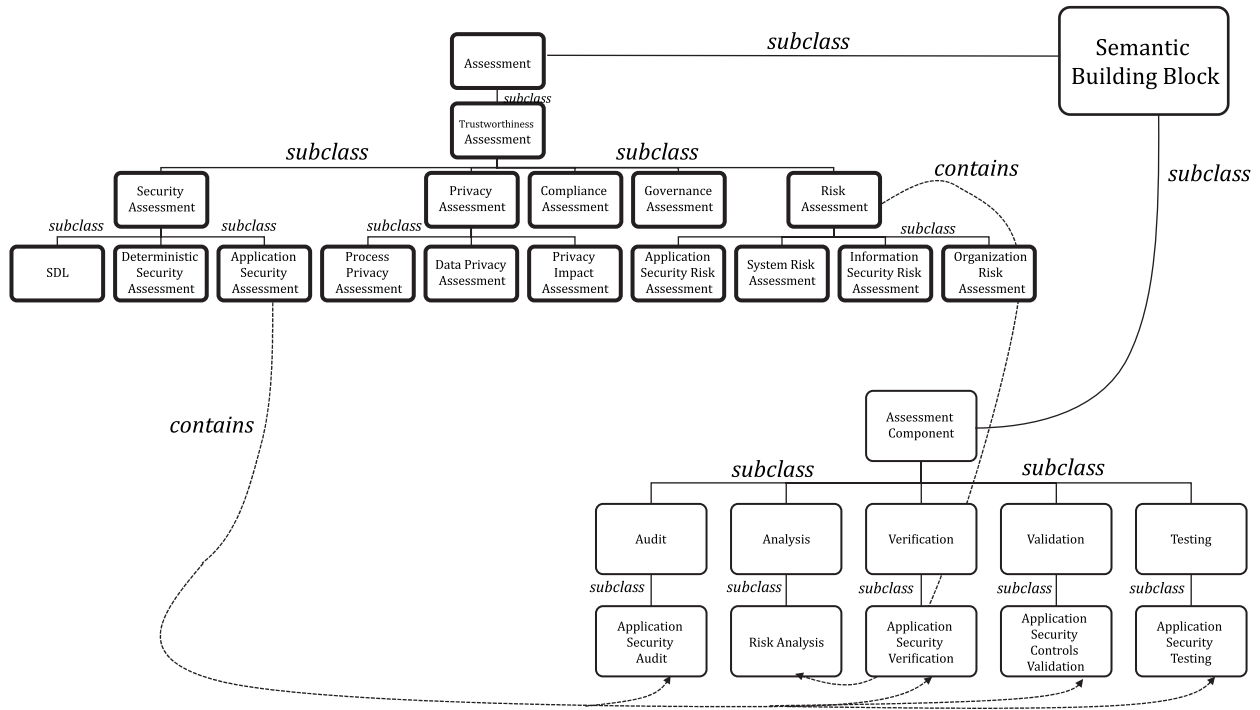 subclass
Semantic
Building Block
Assessment
subclass
Trustworthiness
Assessment
subclass
subclass
contains
subclass
Security
Assessment
Privacy
Assessment
Compliance
Assessment
Governance
Assessment
Risk
Assessment
subclass
subclass
subclass
subclass
SDL
Deterministic
Security
Assessment
Application
Security
Assessment
Process
Privacy
Assessment
Data Privacy
Assessment
Privacy
Impact
Assessment
Application
Security Risk
Assessment
System Risk
Assessment
Information
Security Risk
Assessment
Organization
Risk
Assessment
contains
Assessment
Component
subclass
subclass
Audit
Analysis
Verification
Validation
Testing
subclass
subclass
subclass
subclass
subclass
Application
Security
Audit
Risk Analysis
Application
Security
Verification
Application
Security
Controls
Validation
Application
Security
Testing